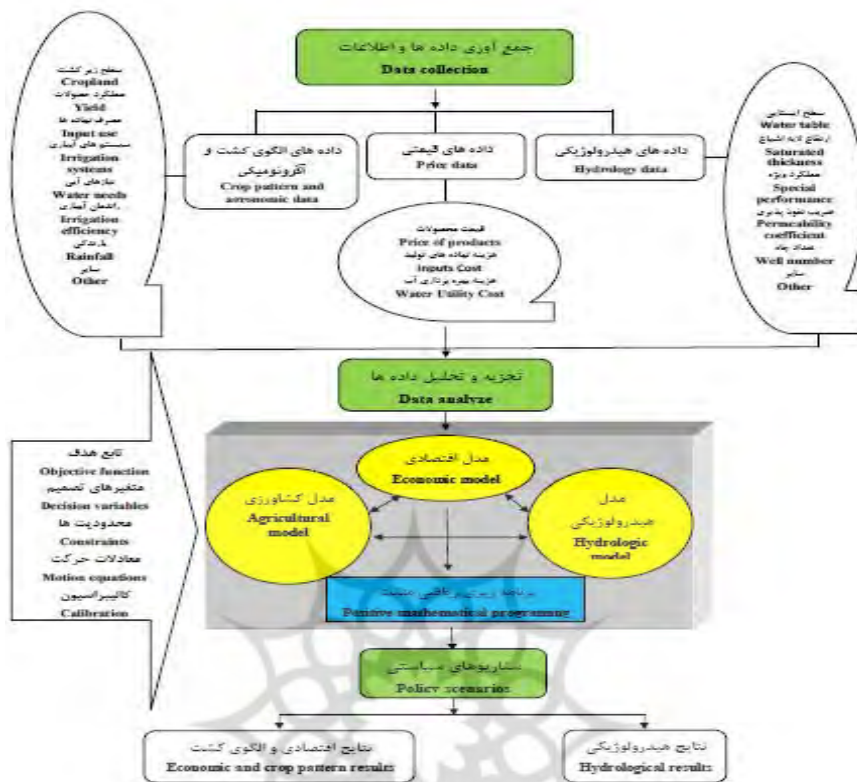 جمع آوری داده ها و اطلاعات
Data collection
سطح زیر کشت
Cropland
عملکرد محصولات
Yield
مصرف نهاده ها
Input use
سیستم های آبیاری
Irrigation
systems
نیازهای آبی
Water needs
راندمان آبیاری
Irrigation
efficiency
بارندگی
Rainfall
سایر
Other
داده های الگوی کشت و
آگرونومیکی
Crop pattern and
agronomic data
داده های قیمتی
Price data
داده های هیدرولوژیکی
Hydrology data
سطح ایستابی
Water table
ارتفاع لایه اشباع
Saturated
thickness
عملکرد ویژه
Special
performance
ضریب نفوذ پذیری
Permeability
coefficient
تعداد چاه
Well number
سایر
Other
قیمت محصولات
Price of products
هزینه نهاده های تولید
Inputs Cost
هزینه بهره برداری آب
Water Utility Cost
تجزیه و تحلیل داده ها
Data analyze
تابع هدف
Objective function
متغیرهای تصمیم
Decision variables
محدودیت ها
Constraints
معادلات حرکت
Motion equations
کالیبراسیون
Calibration
مدل اقتصادی
Economic model
مدل کشاورزی
Agricultural
model
مدل
هیدرولوژیکی
Hydrologic
model
برنامه ریزی ریاضی مثبت
Positive mathematical programming
سناریوهای سیاستی
Policy scenarios
نتایج اقتصادی و الگوی کشت
Economic and crop pattern results
نتایج هیدرولوژیکی
Hydrological results